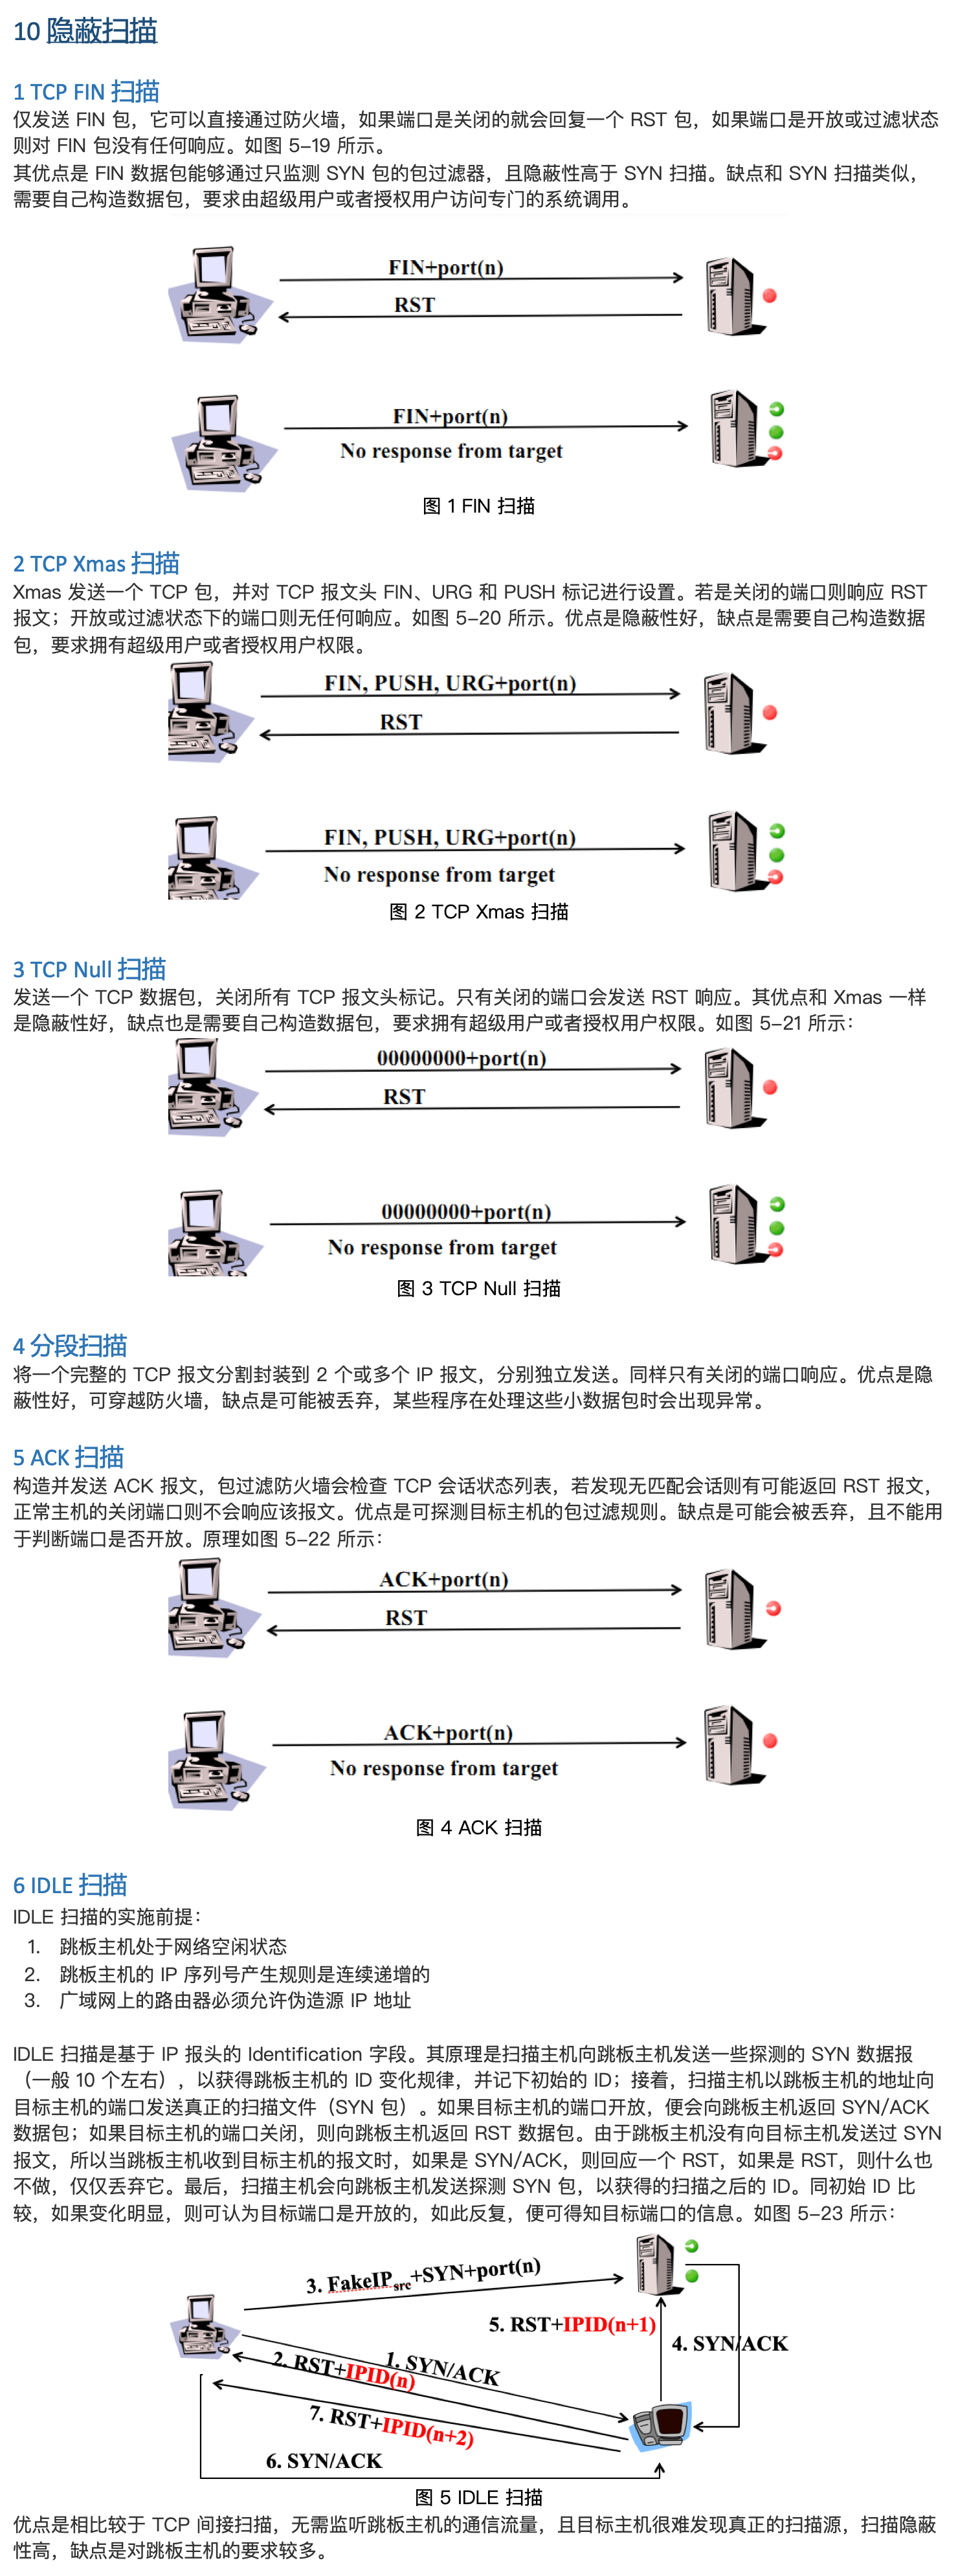 10 隐蔽扫描
1 TCP FIN 扫描
仅发送 FIN 包，它可以直接通过防火墙，如果端口是关闭的就会回复一个 RST 包，如果端口是开放或过滤状态
则对 FIN 包没有任何响应。如图 5-19 所示。
其优点是 FIN 数据包能够通过只监测 SYN 包的包过滤器，且隐蔽性高于 SYN 扫描。缺点和 SYN 扫描类似，
需要自己构造数据包，要求由超级用户或者授权用户访问专门的系统调用。
FIN+port(n)
RST
FIN+port(n)
No response from target
图 1 FIN 扫描
2 TCP Xmas 扫描
Xmas 发送一个 TCP 包，并对 TCP 报文头 FIN、URG 和 PUSH 标记进行设置。若是关闭的端口则响应 RST
报文；开放或过滤状态下的端口则无任何响应。如图 5-20 所示。优点是隐蔽性好，缺点是需要自己构造数据
包，要求拥有超级用户或者授权用户权限。
FIN, PUSH, URG+port(n)
RST
FIN, PUSH, URG+port(n)
No response from target
图 2 TCP Xmas 扫描
3 TCP Null 扫描
发送一个 TCP 数据包，关闭所有 TCP 报文头标记。只有关闭的端口会发送 RST 响应。其优点和 Xmas 一样
是隐蔽性好，缺点也是需要自己构造数据包，要求拥有超级用户或者授权用户权限。如图 5-21 所示：
00000000+port(n)
RST
00000000+port(n)
No response from target
图 3 TCP Null 扫描
4 分段扫描
将一个完整的 TCP 报文分割封装到 2 个或多个 IP 报文，分别独立发送。同样只有关闭的端口响应。优点是隐
蔽性好，可穿越防火墙，缺点是可能被丢弃，某些程序在处理这些小数据包时会出现异常。
5 ACK 扫描
构造并发送 ACK 报文，包过滤防火墙会检查 TCP 会话状态列表，若发现无匹配会话则有可能返回 RST 报文，
正常主机的关闭端口则不会响应该报文。优点是可探测目标主机的包过滤规则。缺点是可能会被丢弃，且不能用
于判断端口是否开放。原理如图 5-22 所示：
ACK+port(n)
RST
ACK+port(n)
No response from target
图 4 ACK 扫描
6 IDLE 扫描
IDLE 扫描的实施前提：
1. 跳板主机处于网络空闲状态
2. 跳板主机的 IP 序列号产生规则是连续递增的
3. 广域网上的路由器必须允许伪造源 IP 地址
IDLE 扫描是基于 IP 报头的 Identification 字段。其原理是扫描主机向跳板主机发送一些探测的 SYN 数据报
（一般 10 个左右），以获得跳板主机的 ID 变化规律，并记下初始的 ID；接着，扫描主机以跳板主机的地址向
目标主机的端口发送真正的扫描文件（SYN 包）。如果目标主机的端口开放，便会向跳板主机返回 SYN/ACK
数据包；如果目标主机的端口关闭，则向跳板主机返回 RST 数据包。由于跳板主机没有向目标主机发送过 SYN
报文，所以当跳板主机收到目标主机的报文时，如果是 SYN/ACK，则回应一个 RST，如果是 RST，则什么也
不做，仅仅丢弃它。最后，扫描主机会向跳板主机发送探测 SYN 包，以获得的扫描之后的 ID。同初始 ID 比
较，如果变化明显，则可认为目标端口是开放的，如此反复，便可得知目标端口的信息。如图 5-23 所示：
3. FakeIPsrc+SYN+port(n)
5. RST+IPID(n+1)
4. SYN/ACK
1. SYN/ACK
2. RST+IPID(n)
7. RST+IPID(n+2)
6. SYN/ACK
图 5 IDLE 扫描
优点是相比较于 TCP 间接扫描，无需监听跳板主机的通信流量，且目标主机很难发现真正的扫描源，扫描隐蔽
性高，缺点是对跳板主机的要求较多。